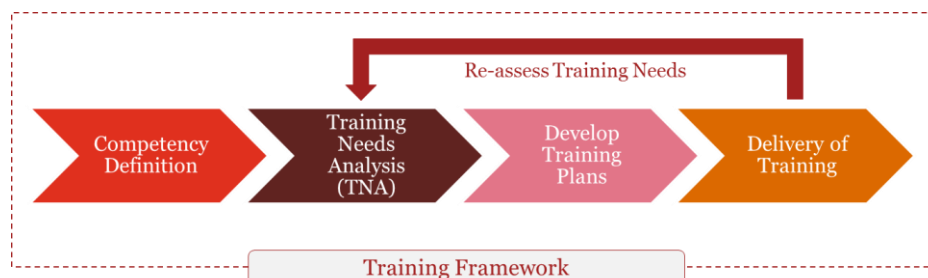 Re-assess Training Needs
Competency
Definition
Training
Needs
Analysis
(TNA)
Develop
Training
Plans
Delivery of
Training
Training Framework